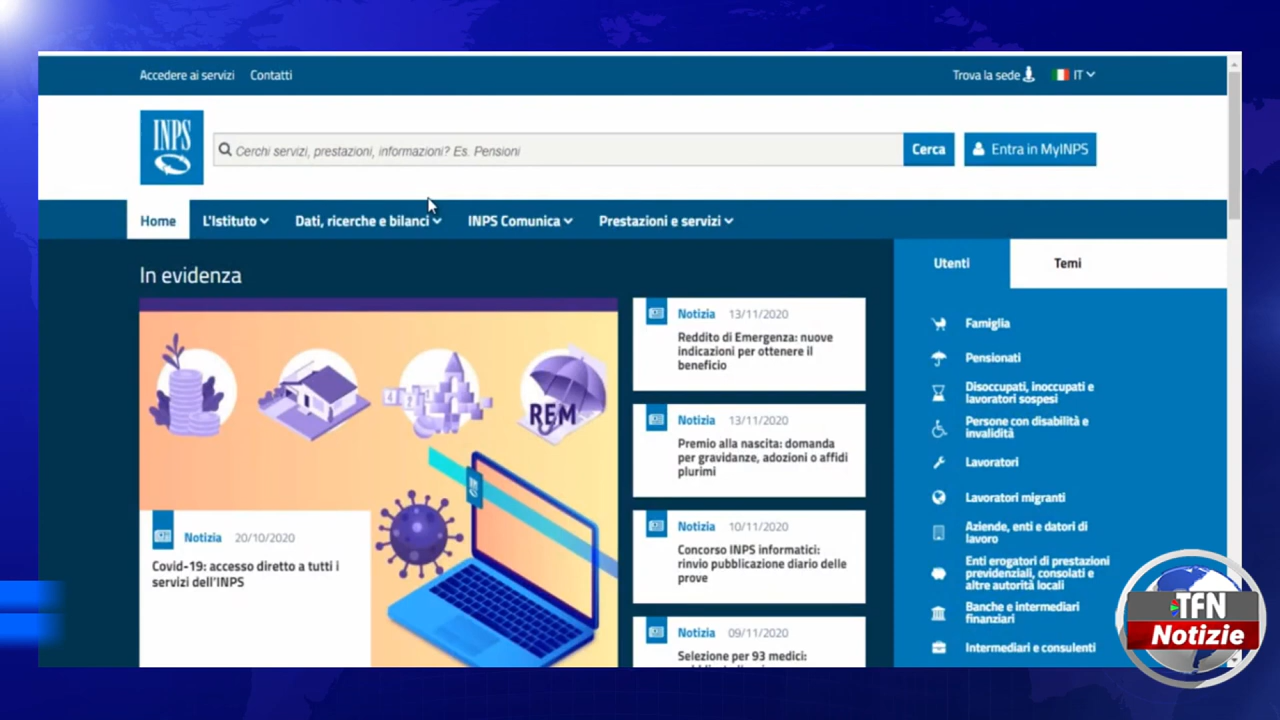 Accedere ai servizi Contatti
Trova la sede IT
INPS
Cerchi servizi, prestazioni, informazioni? Es. Pensioni
Cerca
Entra in MyINPS
Home L'Istituto Dati, ricerche e bilanci INPS Comunica Prestazioni e servizi
In evidenza
REM
Notizia 20/10/2020
Covid-19: accesso diretto a tutti i
servizi dell'INPS
Notizia 13/11/2020
Reddito di Emergenza: nuove
indicazioni per ottenere il
beneficio
Notizia 13/11/2020
Premio alla nascita: domanda
per gravidanze, adozioni o affidi
plurimi
Notizia 10/11/2020
Concorso INPS informatici:
rinvio pubblicazione diario delle
prove
Notizia 09/11/2020
Selezione per 93 medici:
Utenti Temi
Famiglia
Pensionati
Disoccupati, inoccupati e
lavoratori sospesi
Persone con disabilità e
invalidità
Lavoratori
Lavoratori migranti
Aziende, enti e datori di
lavoro
Enti erogatori di prestazioni
previdenziali, consolati e
altre autorità locali
Banche e intermediari
finanziari
Intermediari e consulenti
TFN
Notizie